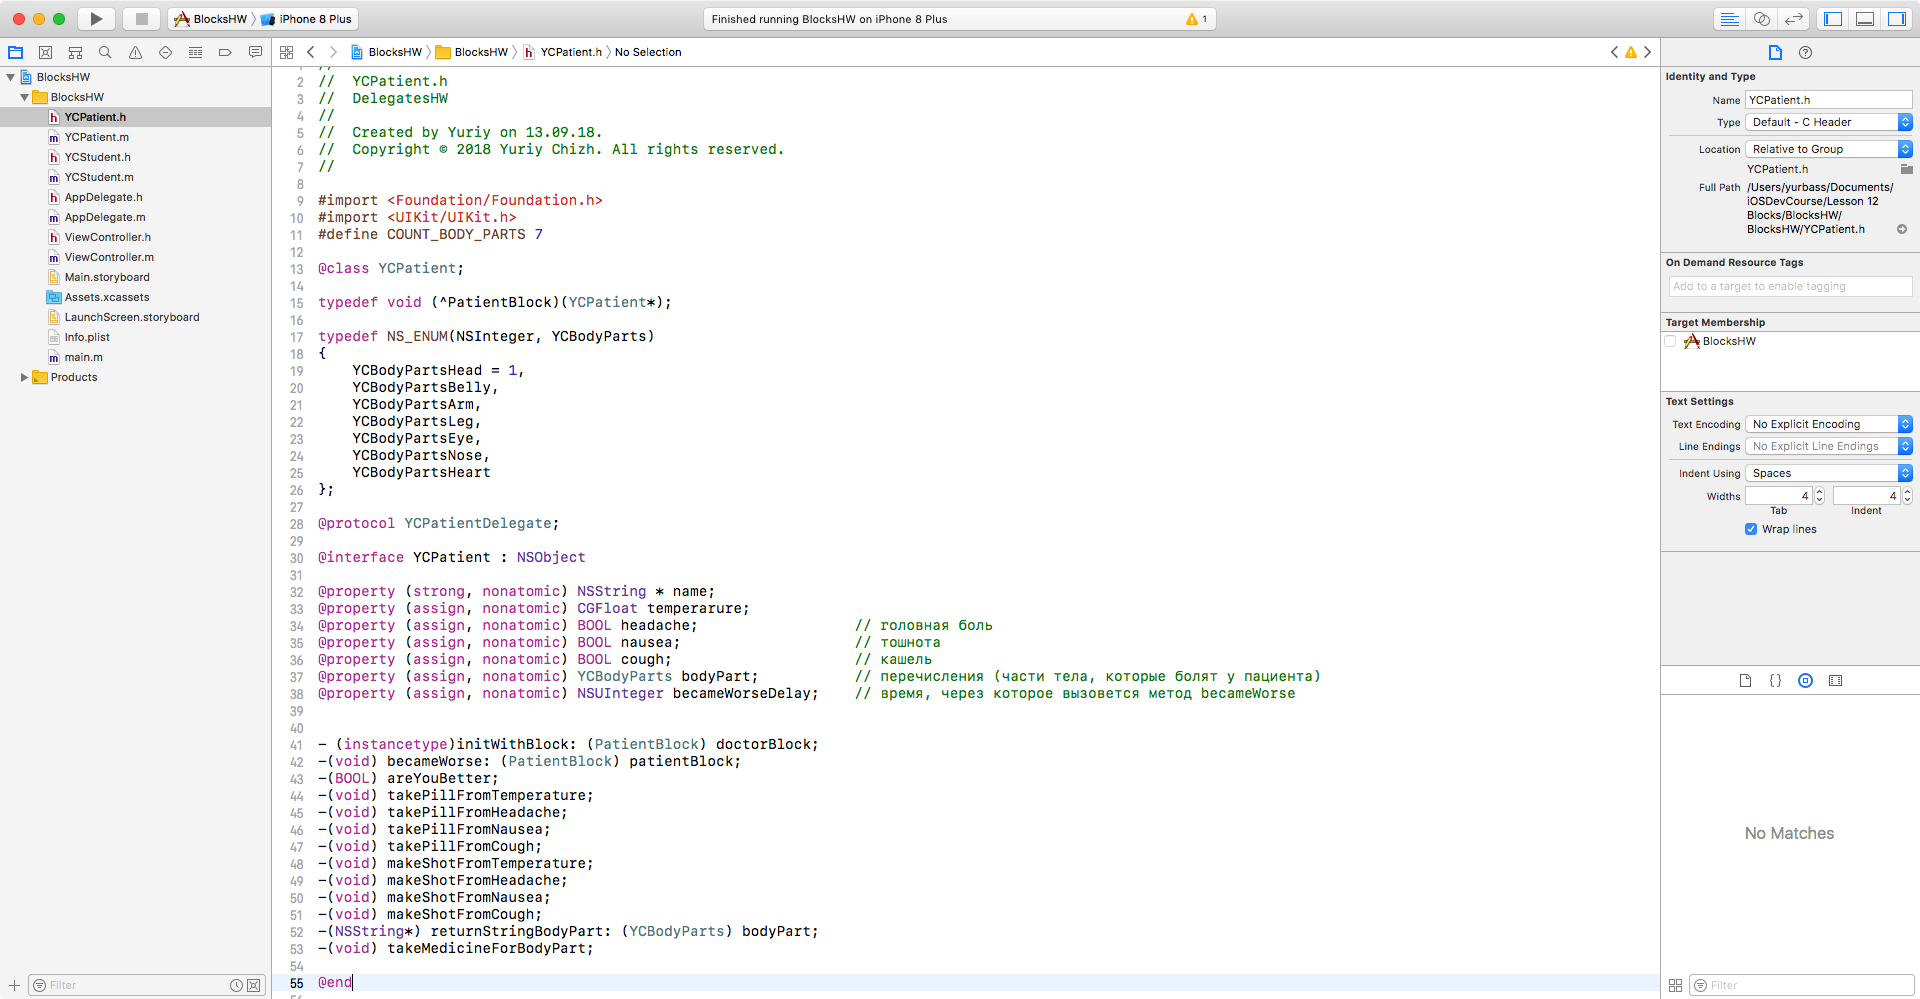 BlocksHW
iPhone 8 Plus
Finished running BlocksHW on iPhone 8 Plus
1
BlocksHW
BlocksHW
YCPatient.h
No Selection
BlocksHW
BlocksHW
YCPatient.h
YCPatient.m
YCStudent.h
YCStudent.m
AppDelegate.h
AppDelegate.m
ViewController.h
ViewController.m
Main.storyboard
Assets.xcassets
LaunchScreen.storyboard
Info.plist
main.m
Products
Filter
//
2 //  YCPatient.h
3 //  DelegatesHW
4 //
5 //  Created by Yuriy on 13.09.18.
6 //  Copyright © 2018 Yuriy Chizh. All rights reserved.
7 //
8
9 #import <Foundation/Foundation.h>
10 #import <UIKit/UIKit.h>
11 #define COUNT_BODY_PARTS 7
12
13 @class YCPatient;
14
15 typedef void (^PatientBlock)(YCPatient*);
16
17 typedef NS_ENUM(NSInteger, YCBodyParts)
18 {
19     YCBodyPartsHead = 1,
20     YCBodyPartsBelly,
21     YCBodyPartsArm,
22     YCBodyPartsLeg,
23     YCBodyPartsEye,
24     YCBodyPartsNose,
25     YCBodyPartsHeart
26 };
27
28 @protocol YCPatientDelegate;
29
30 @interface YCPatient : NSObject
31
32 @property (strong, nonatomic) NSString * name;
33 @property (assign, nonatomic) CGFloat temperarure;
34 @property (assign, nonatomic) BOOL headache;                  // головная боль
35 @property (assign, nonatomic) BOOL nausea;                    // тошнота
36 @property (assign, nonatomic) BOOL cough;                     // кашель
37 @property (assign, nonatomic) YCBodyParts bodyPart;           // перечисления (части тела, которые болят у пациента)
38 @property (assign, nonatomic) NSUInteger becameWorseDelay;    // время, через которое вызовется метод becameWorse
39
40
41 - (instancetype)initWithBlock: (PatientBlock) doctorBlock;
42 -(void) becameWorse: (PatientBlock) patientBlock;
43 -(BOOL) areYouBetter;
44 -(void) takePillFromTemperature;
45 -(void) takePillFromHeadache;
46 -(void) takePillFromNausea;
47 -(void) takePillFromCough;
48 -(void) makeShotFromTemperature;
49 -(void) makeShotFromHeadache;
50 -(void) makeShotFromNausea;
51 -(void) makeShotFromCough;
52 -(NSString*) returnStringBodyPart: (YCBodyParts) bodyPart;
53 -(void) takeMedicineForBodyPart;
54
55 @end
Identity and Type
Name YCPatient.h
Type Default - C Header
Location Relative to Group
YCPatient.h
Full Path /Users/yurbass/Documents/
iOSDevCourse/Lesson 12
Blocks/BlocksHW/
BlocksHW/YCPatient.h
On Demand Resource Tags
Add to a target to enable tagging
Target Membership
BlocksHW
Text Settings
Text Encoding No Explicit Encoding
Line Endings No Explicit Line Endings
Indent Using Spaces
Widths 4 4
Tab Indent
Wrap lines
No Matches
Filter